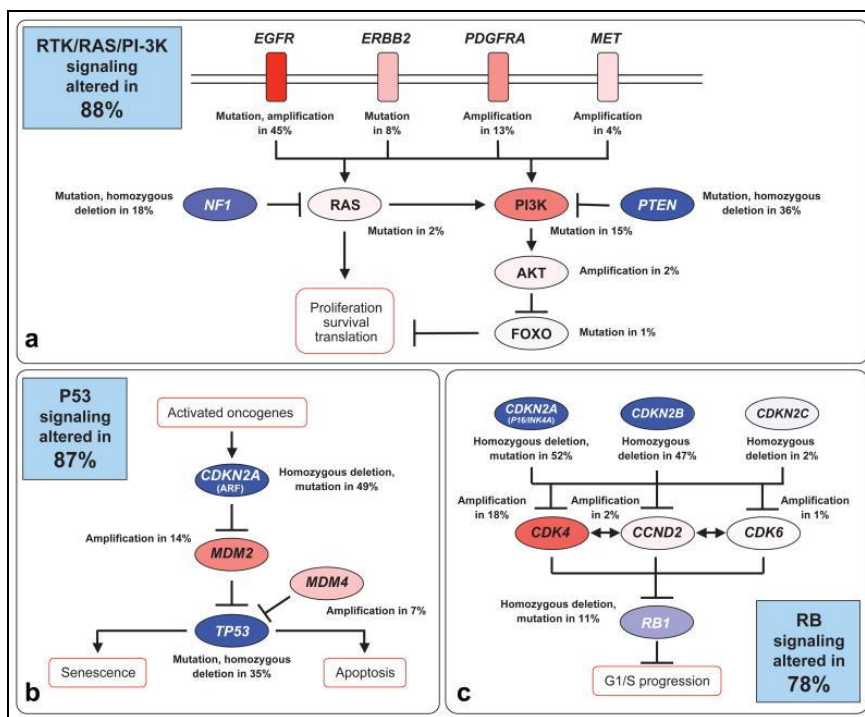 RTK/RAS/PI-3K
signaling
altered in
88%
EGFR
ERBB2
PDGFRA
MET
Mutation, amplification
in 45%
Mutation
in 8%
Amplification
in 13%
Amplification
in 4%
Mutation, homozygous
deletion in 18%
NF1
RAS
PI3K
PTEN
Mutation, homozygous
deletion in 36%
Mutation in 2%
Mutation in 15%
AKT
Amplification in 2%
Proliferation
survival
translation
FOXO
Mutation in 1%
a
P53
signaling
altered in
87%
Activated oncogenes
CDKN2A
(ARF)
Homozygous deletion,
mutation in 49%
Amplification in 14%
MDM2
MDM4
Amplification in 7%
TP53
Mutation, homozygous
deletion in 35%
Senescence
Apoptosis
b
CDKN2A
(P16/INK4A)
CDKN2B
CDKN2C
Homozygous deletion,
mutation in 52%
Homozygous
deletion in 47%
Homozygous
deletion in 2%
Amplification in
18%
Amplification in
2%
Amplification in
1%
CDK4
CCND2
CDK6
Homozygous deletion,
mutation in 11%
RB1
G1/S progression
RB
signaling
altered in
78%
c